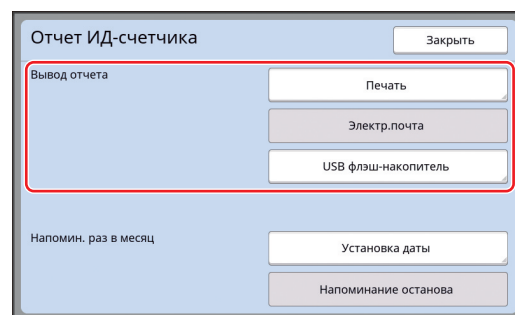 Отчет ИД-счетчика
Закрыть
Вывод отчета
Печать
Электр.почта
USB флэш-накопитель
Напомин. раз в месяц
Установка даты
Напоминание останова